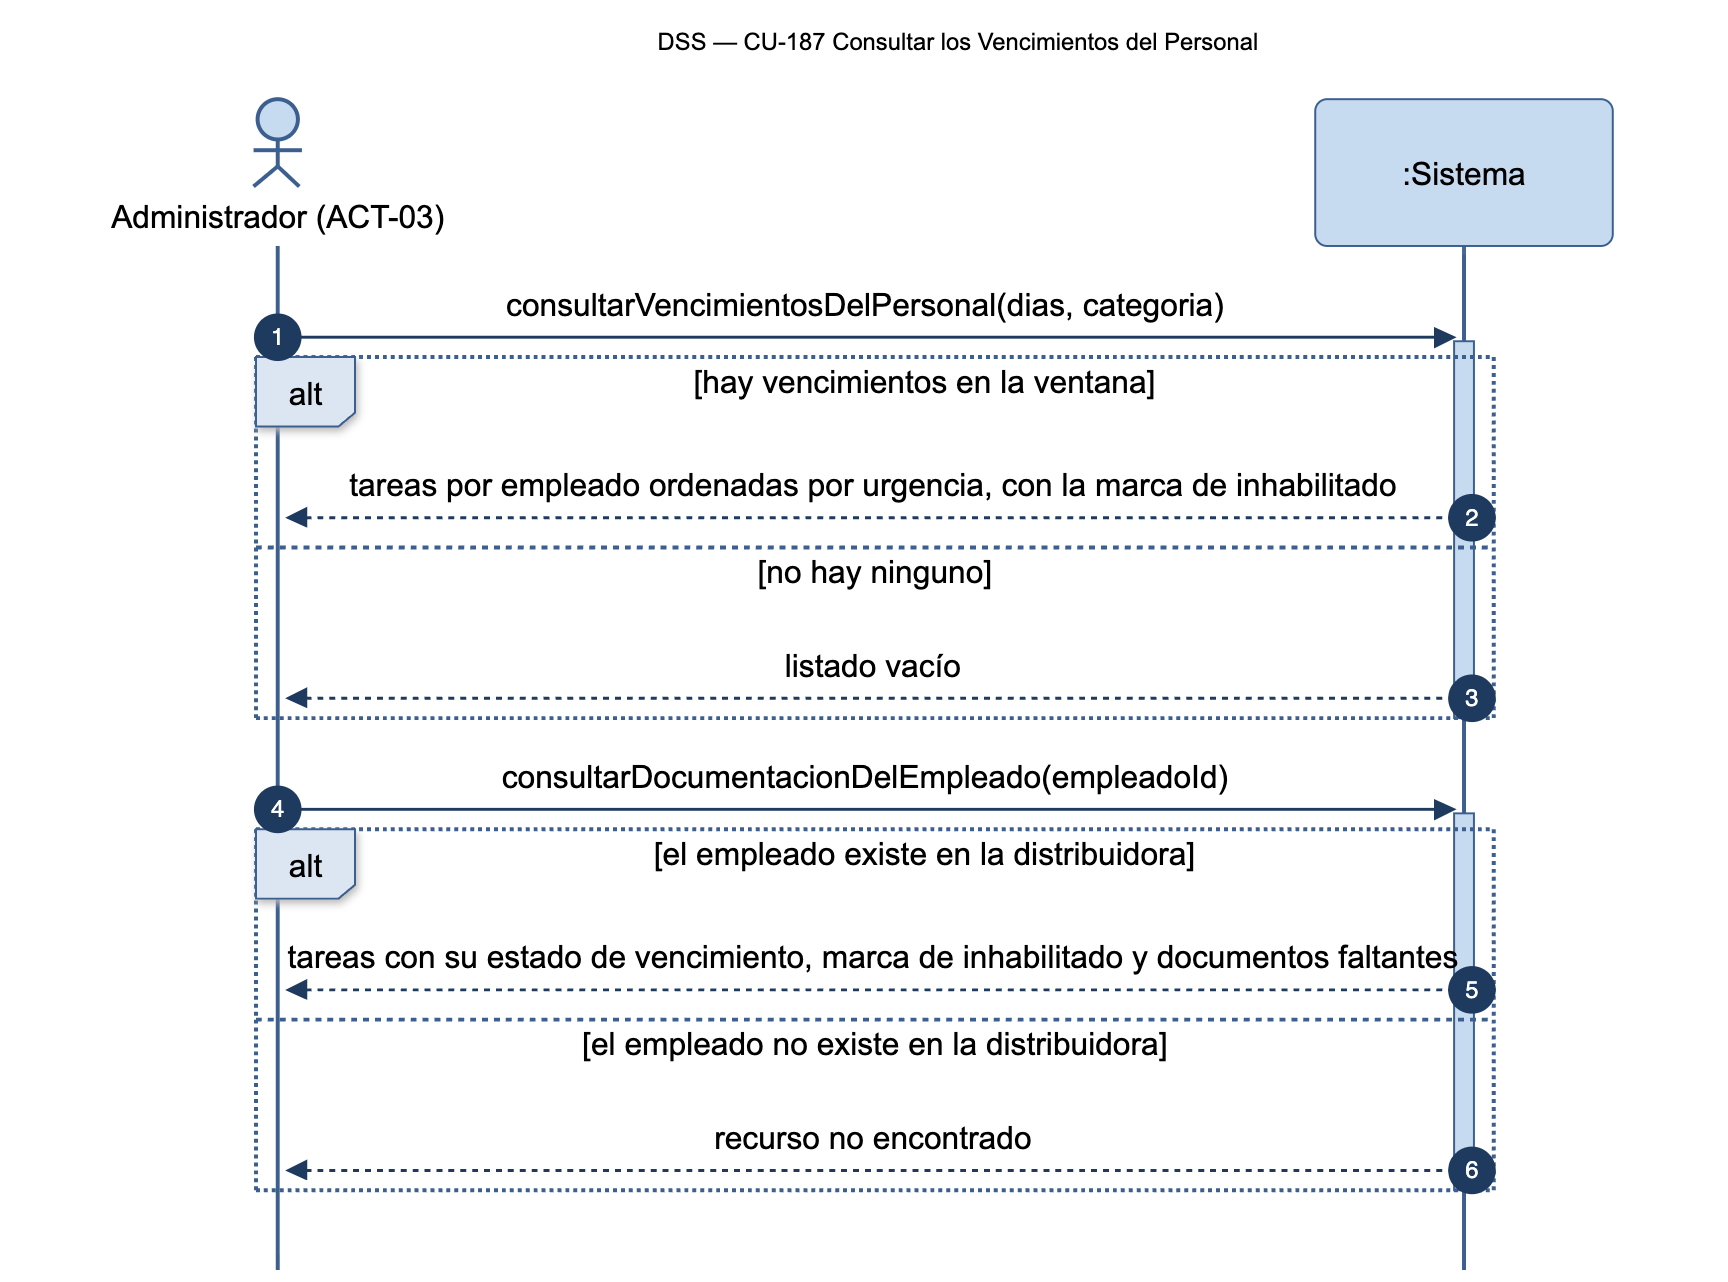 DSS — CU-187 Consultar los Vencimientos del Personal
:Sistema
Administrador (ACT-03)
consultarVencimientosDelPersonal(dias, categoria)
1
alt
[hay vencimientos en la ventana]
tareas por empleado ordenadas por urgencia, con la marca de inhabilitado
2
[no hay ninguno]
listado vacío
3
consultarDocumentacionDelEmpleado(empleadoId)
4
alt
[el empleado existe en la distribuidora]
tareas con su estado de vencimiento, marca de inhabilitado y documentos faltantes
5
[el empleado no existe en la distribuidora]
recurso no encontrado
6